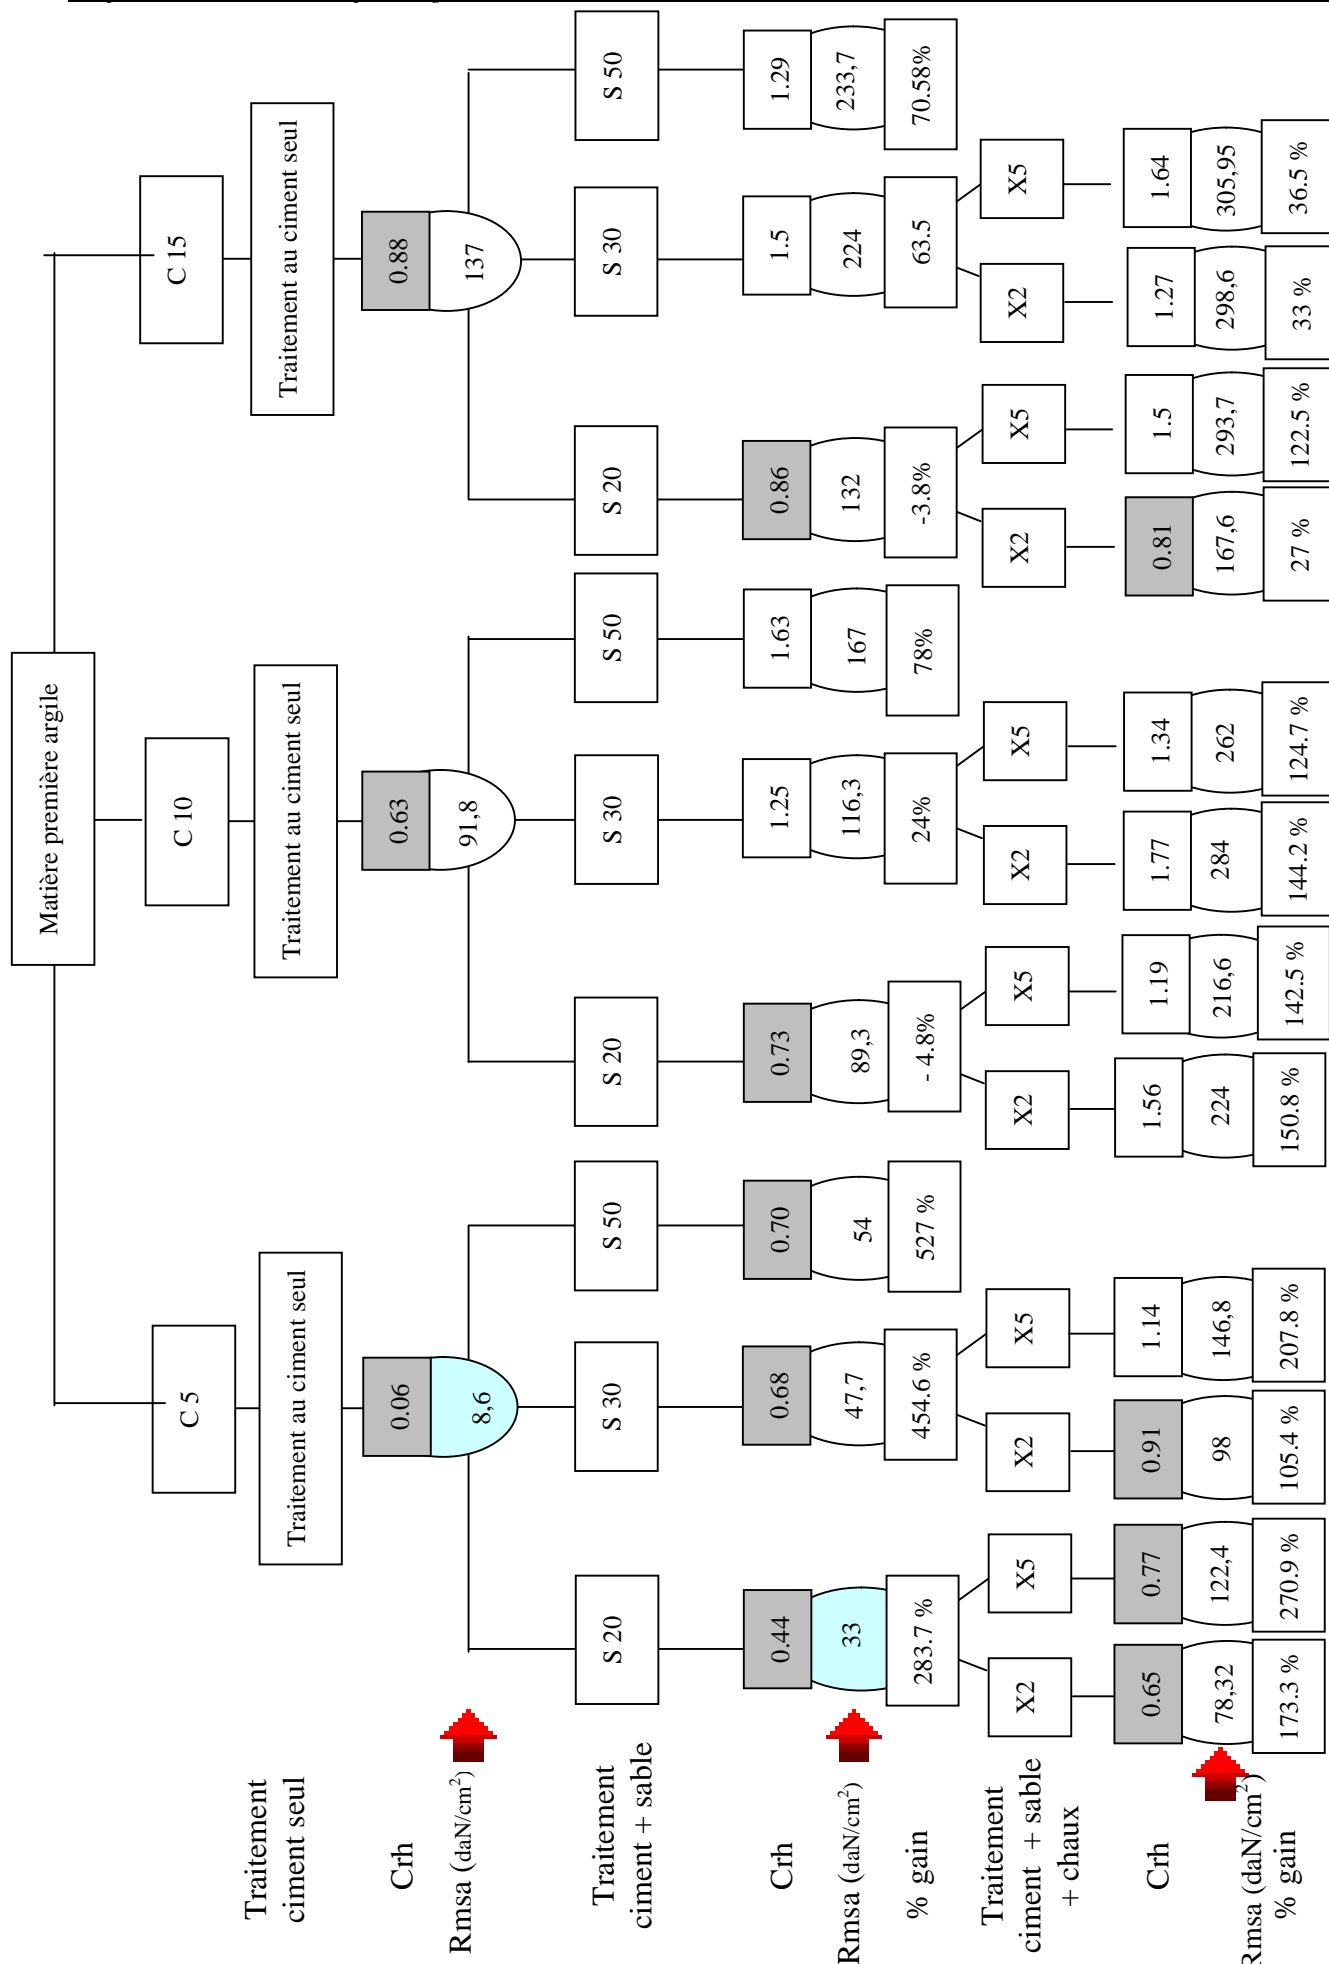 Matière première argile
C 5
C 10
C 15
Traitement
ciment seul
Traitement au ciment seul
Traitement au ciment seul
Traitement au ciment seul
Crh
0.06
0.63
0.88
Rmsa (daN/cm²)
8,6
91,8
137
Traitement
ciment + sable
S 20
S 30
S 50
S 20
S 30
S 50
S 20
S 30
S 50
Crh
0.44
0.68
0.70
0.73
1.25
1.63
0.86
1.5
1.29
Rmsa (daN/cm²)
33
47,7
54
89,3
116,3
167
132
224
233,7
% gain
283.7 %
454.6 %
527 %
- 4.8%
24%
78%
-3.8%
63.5
70.58%
Traitement
ciment + sable
+ chaux
X2
X5
X2
X5
X2
X5
X2
X5
X2
X5
X2
X5
Crh
0.65
0.77
0.91
1.14
1.56
1.19
1.77
1.34
0.81
1.5
1.27
1.64
Rmsa (daN/cm²)
78,32
122,4
98
146,8
224
216,6
284
262
167,6
293,7
298,6
305,95
% gain
173.3 %
270.9 %
105.4 %
207.8 %
150.8 %
142.5 %
144.2 %
124.7 %
27 %
122.5 %
33 %
36.5 %